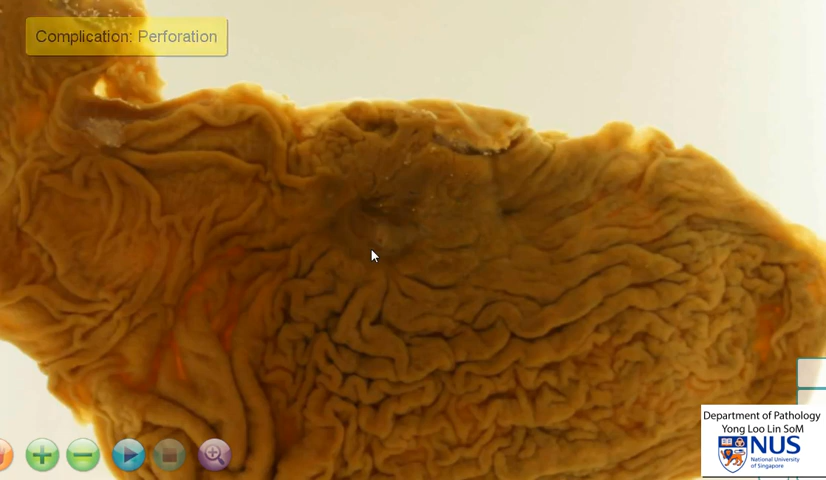 Complication: Perforation
Department of Pathology
Yong Loo Lin SoM
NUS
National University
of Singapore